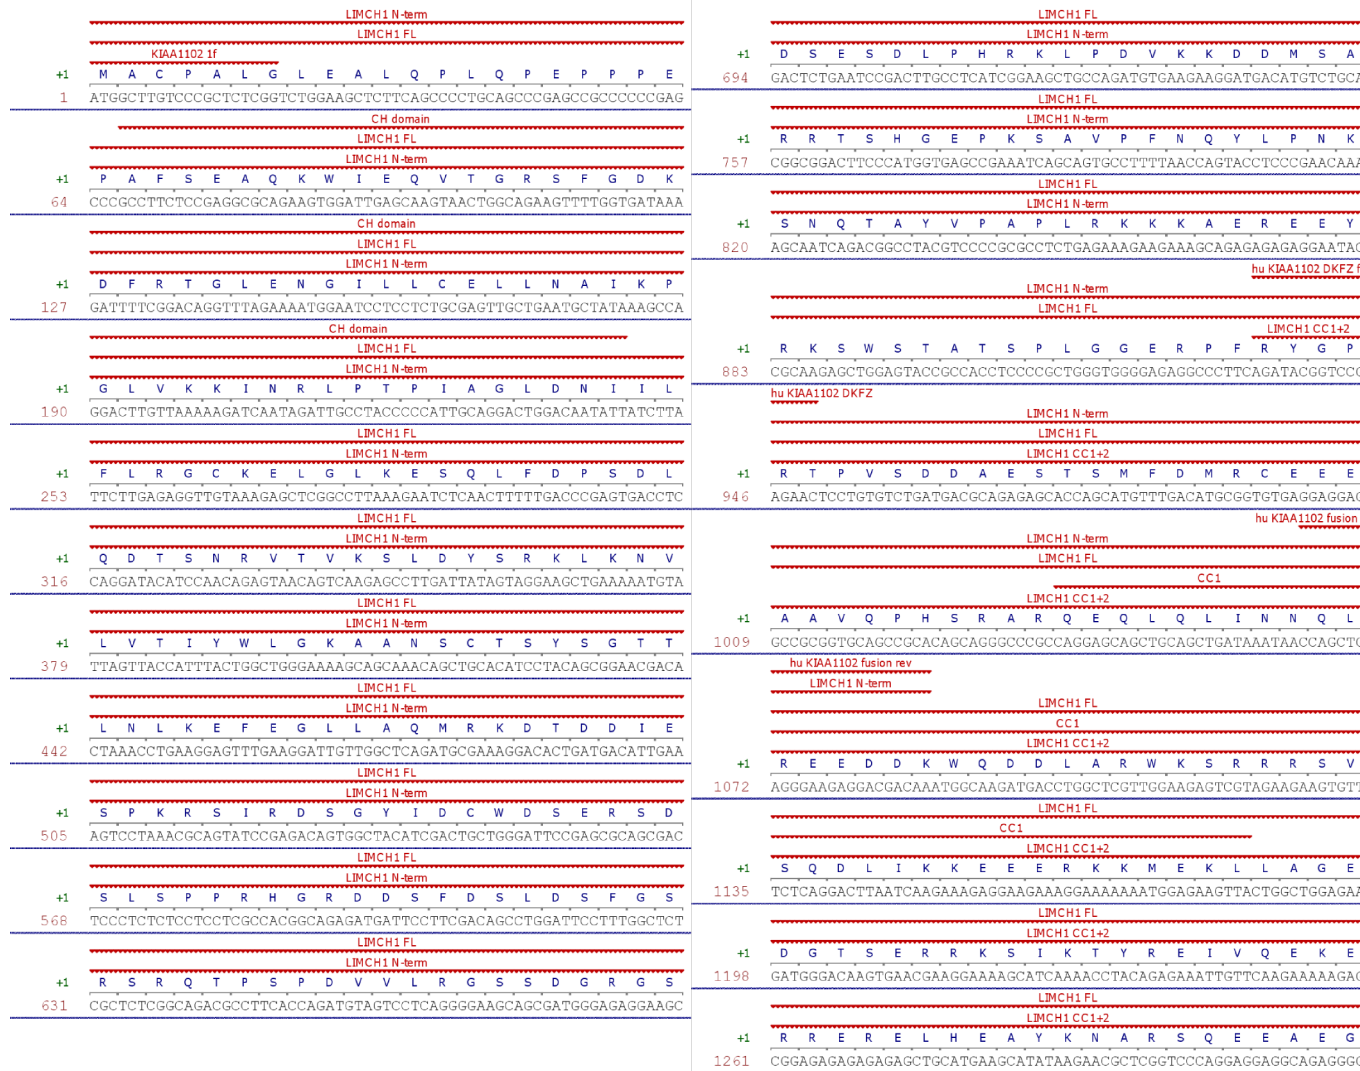 LIMCH1 N-term
LIMCH1 FL
KIAA1102 1f
+1 M A C P A L G L E A L Q P L Q P E P P P E
1 ATGGCTTGTCCCGCTCTCGGTCTGGAAGCTCTTCAGCCCCTGCAGCCCGAGCCGCCCCCCGAG
CH domain
LIMCH1 FL
LIMCH1 N-term
+1 P A F S E A Q K W I E Q V T G R S F G D K
64 CCCGCCTTCTCCGAGGCGCAGAAGTGGATTGAGCAAGTAACTGGCAGAAGTTTTGGTGATAAA
CH domain
LIMCH1 FL
LIMCH1 N-term
+1 D F R T G L E N G I L L C E L L N A I K P
127 GATTTTCGGACAGGTTTAGAAAATGGAATCCTCCTCTGCGAGTTGCTGAATGCTATAAAGCCA
CH domain
LIMCH1 FL
LIMCH1 N-term
+1 G L V K K I N R L P T P I A G L D N I I L
190 GGACTTGTTAAAAAGATCAATAGATTGCCTACCCCCATTGCAGGACTGGACAATATTATCTTA
LIMCH1 FL
LIMCH1 N-term
+1 F L R G C K E L G L K E S Q L F D P S D L
253 TTCTTGAGAGGTTGTAAAGAGCTCGGCCTTAAAGAATCTCAACTTTTTGACCCGAGTGACCTC
LIMCH1 FL
LIMCH1 N-term
+1 Q D T S N R V T V K S L D Y S R K L K N V
316 CAGGATACATCCAACAGAGTAACAGTCAAGAGCCTTGATTATAGTAGGAAGCTGAAAAATGTA
LIMCH1 FL
LIMCH1 N-term
+1 L V T I Y W L G K A A N S C T S Y S G T T
379 TTAGTTACCATTTACTGGCTGGGAAAAGCAGCAAACAGCTGCACATCCTACAGCGGAACGACA
LIMCH1 FL
LIMCH1 N-term
+1 L N L K E F E G L L A Q M R K D T D D I E
442 CTAAACCTGAAGGAGTTTGAAGGATTGTTGGCTCAGATGCGAAAGGACACTGATGACATTGAA
LIMCH1 FL
LIMCH1 N-term
+1 S P K R S I R D S G Y I D C W D S E R S D
505 AGTCCTAAACGCAGTATCCGAGACAGTGGCTACATCGACTGCTGGGATTCCGAGCGCAGCGAC
LIMCH1 FL
LIMCH1 N-term
+1 S L S P P R H G R D D S F D S L D S F G S
568 TCCCTCTCTCCTCCTCGCCACGGCAGAGATGATTCCTTCGACAGCCTGGATTCCTTTGGCTCT
LIMCH1 FL
LIMCH1 N-term
+1 R S R Q T P S P D V V L R G S S D G R G S
631 CGCTCTCGGCAGACGCCTTCACCAGATGTAGTCCTCAGGGGAAGCAGCGATGGGAGAGGAAGC
LIMCH1 FL
LIMCH1 N-term
+1 D S E S D L P H R K L P D V K K D D M S A
694 GACTCTGAATCCGACTTGCCTCATCGGAAGCTGCCAGATGTGAAGAAGGATGACATGTCTGCA
LIMCH1 FL
LIMCH1 N-term
+1 R R T S H G E P K S A V P F N Q Y L P N K
757 CGGCGGACTTCCCATGGTGAGCCGAAATCAGCAGTGCCTTTTAACCAGTACCTCCCGAACAAA
LIMCH1 FL
LIMCH1 N-term
+1 S N Q T A Y V P A P L R K K K A E R E E Y
820 AGCAATCAGACGGCCTACGTCCCCGCGCCTCTGAGAAAGAAGAAAGCAGAGAGAGAGGAATAC
hu KIAA1102 DKFZ f
LIMCH1 N-term
LIMCH1 FL
LIMCH1 CC1+2
+1 R K S W S T A T S P L G G E R P F R Y G P
883 CGCAAGAGCTGGAGTACCGCCACCTCCCCGCTGGGTGGGGAGAGGCCCTTCAGATACGGTCCC
hu KIAA1102 DKFZ
LIMCH1 N-term
LIMCH1 FL
LIMCH1 CC1+2
+1 R T P V S D D A E S T S M F D M R C E E E
946 AGAACTCCTGTGTCTGATGACGCAGAGAGCACCAGCATGTTTGACATGCGGTGTGAGGAGGAG
hu KIAA1102 fusion
LIMCH1 N-term
LIMCH1 FL
CC1
LIMCH1 CC1+2
+1 A A V Q P H S R A R Q E Q L Q L I N N Q L
1009 GCCGCGGTGCAGCCGCACAGCAGGGCCCGCCAGGAGCAGCTGCAGCTGATAAATAACCAGCTC
hu KIAA1102 fusion rev
LIMCH1 N-term
LIMCH1 FL
CC1
LIMCH1 CC1+2
+1 R E E D D K W Q D D L A R W K S R R R S V
1072 AGGGAAGAGGACGACAAATGGCAAGATGACCTGGCTCGTTGGAAGAGTCGTAGAAGAAGTGTT
LIMCH1 FL
CC1
LIMCH1 CC1+2
+1 S Q D L I K K E E E R K K M E K L L A G E
1135 TCTCAGGACTTAATCAAGAAAGAGGAAGAAAGGAAAAAAATGGAGAAGTTACTGGCTGGAGAA
LIMCH1 FL
LIMCH1 CC1+2
+1 D G T S E R R K S I K T Y R E I V Q E K E
1198 GATGGGACAAGTGAACGAAGGAAAAGCATCAAAACCTACAGAGAAATTGTTCAAGAAAAAGAG
LIMCH1 FL
LIMCH1 CC1+2
+1 R R E R E L H E A Y K N A R S Q E E A E G
1261 CGGAGAGAGAGAGAGCTGCATGAAGCATATAAGAACGCTCGGTCCCAGGAGGAGGCAGAGGGC